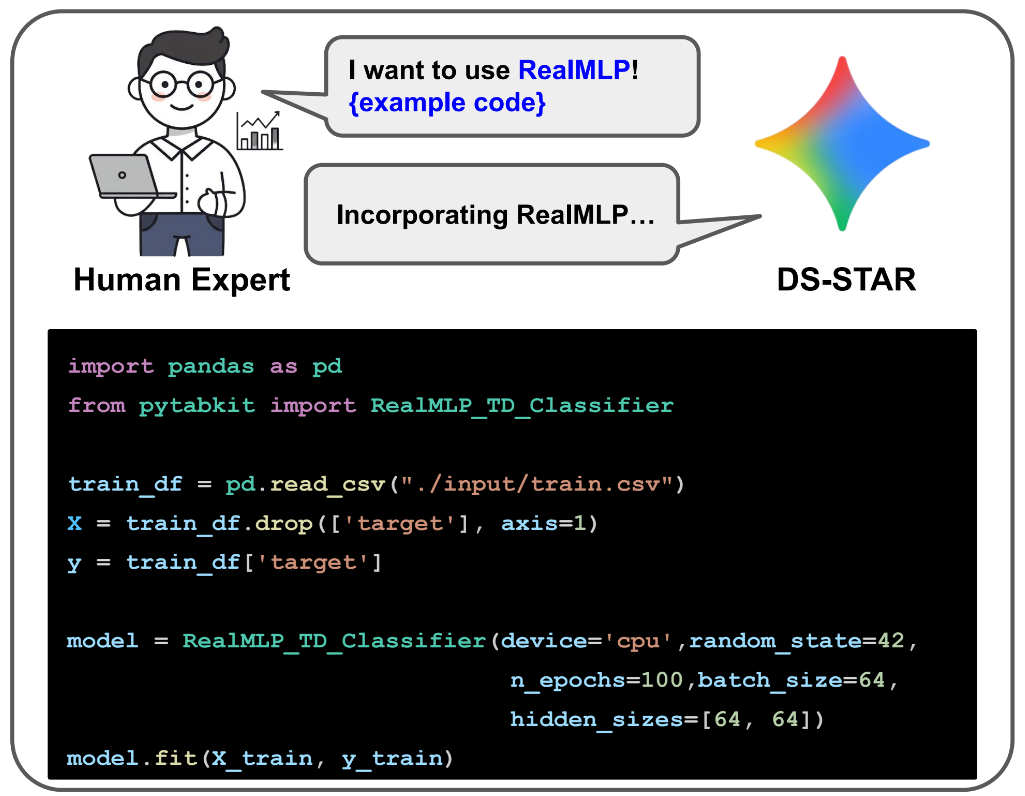 I want to use RealMLP!
{example code}
Incorporating RealMLP…
Human Expert
DS-STAR
import pandas as pd
from pytabkit import RealMLP_TD_Classifier
train_df = pd.read_csv("./input/train.csv")
X = train_df.drop(['target'], axis=1)
y = train_df['target']
model = RealMLP_TD_Classifier(device='cpu',random_state=42,
n_epochs=100,batch_size=64,
hidden_sizes=[64, 64])
model.fit(X_train, y_train)